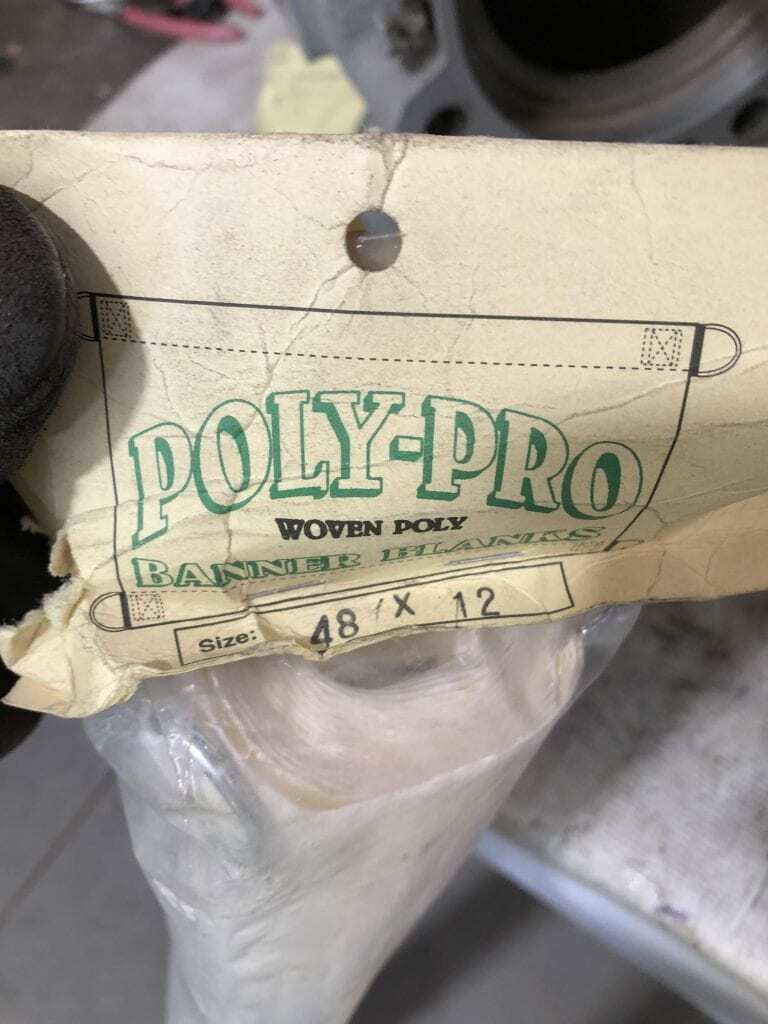 POLY-PRO
WOVEN POLY
BANNER BLANKS
Size: 48 X 12